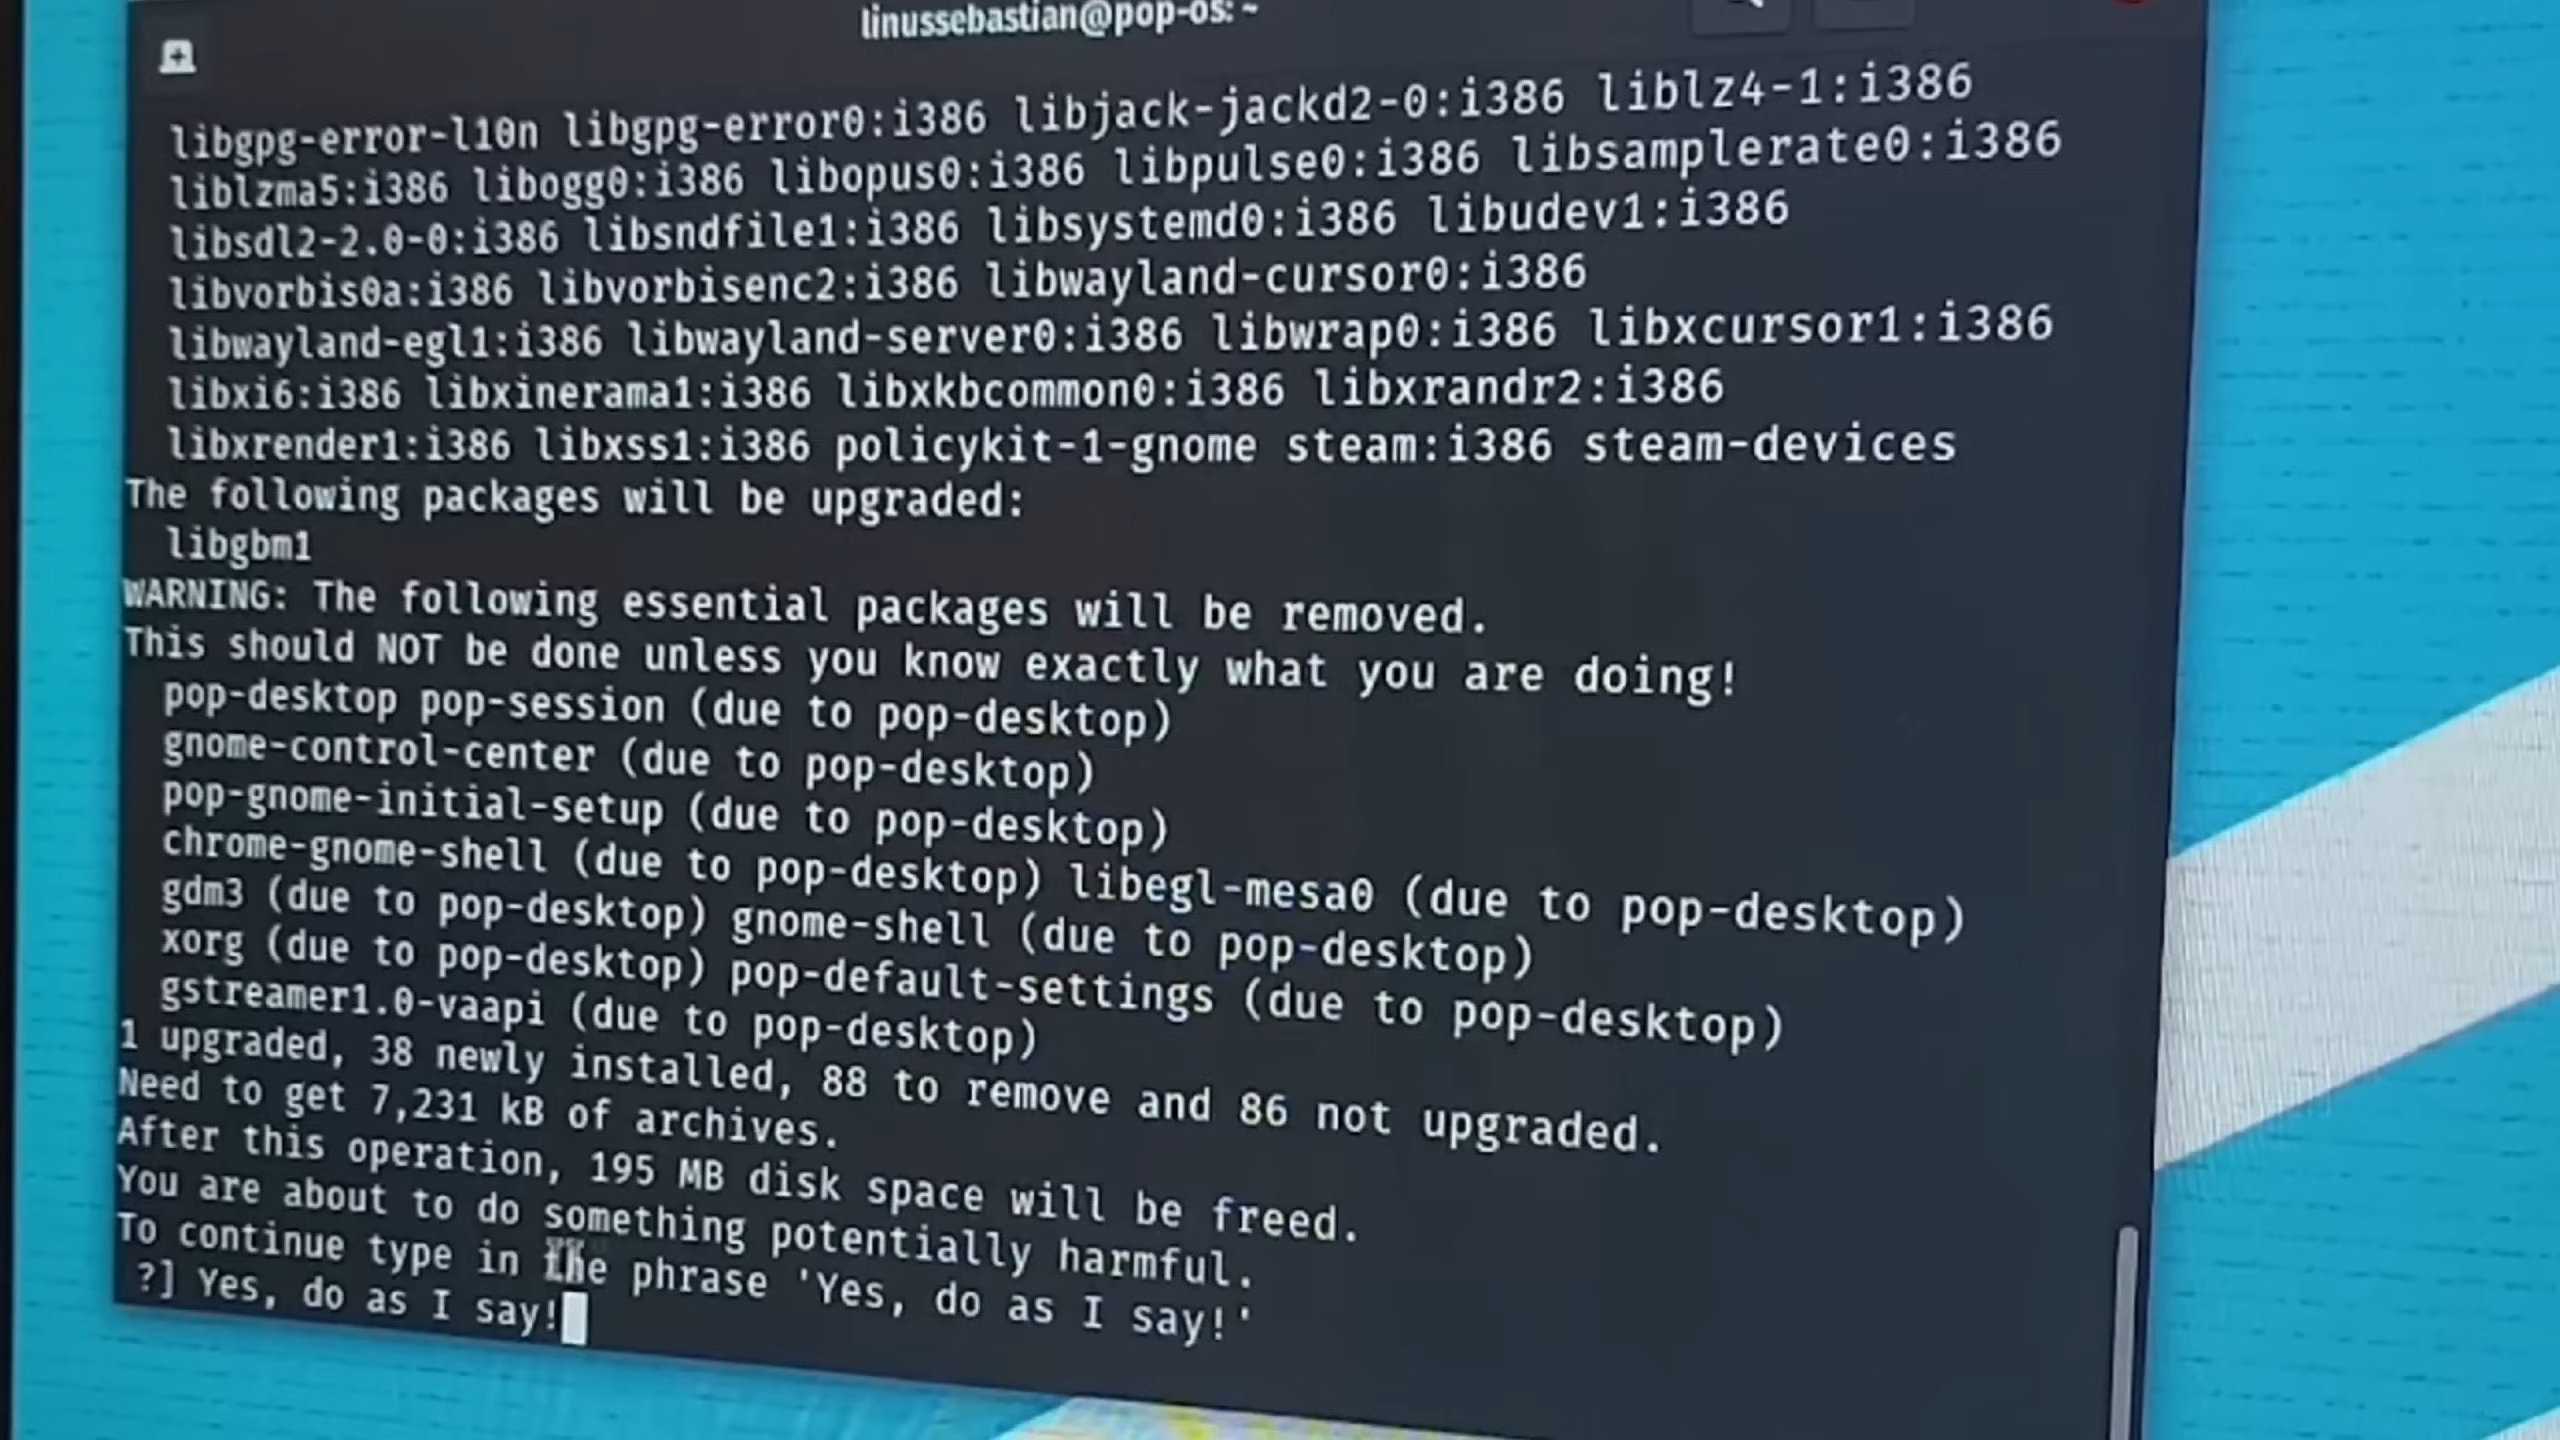 linussebastian@pop-os: ~
libgpg-error-l10n libgpg-error0:i386 libjack-jackd2-0:i386 liblz4-1:i386
liblzma5:i386 libogg0:i386 libopus0:i386 libpulse0:i386 libsamplerate0:i386
libsdl2-2.0-0:i386 libsndfile1:i386 libsystemd0:i386 libudev1:i386
libvorbis0a:i386 libvorbisenc2:i386 libwayland-cursor0:i386
libwayland-egl1:i386 libwayland-server0:i386 libwrap0:i386 libxcursor1:i386
libxi6:i386 libxinerama1:i386 libxkbcommon0:i386 libxrandr2:i386
libxrender1:i386 libxss1:i386 policykit-1-gnome steam:i386 steam-devices
The following packages will be upgraded:
libgbm1
WARNING: The following essential packages will be removed.
This should NOT be done unless you know exactly what you are doing!
pop-desktop pop-session (due to pop-desktop)
gnome-control-center (due to pop-desktop)
pop-gnome-initial-setup (due to pop-desktop)
chrome-gnome-shell (due to pop-desktop) libegl-mesa0 (due to pop-desktop)
gdm3 (due to pop-desktop) gnome-shell (due to pop-desktop)
xorg (due to pop-desktop) pop-default-settings (due to pop-desktop)
gstreamer1.0-vaapi (due to pop-desktop)
1 upgraded, 38 newly installed, 88 to remove and 86 not upgraded.
Need to get 7,231 kB of archives.
After this operation, 195 MB disk space will be freed.
You are about to do something potentially harmful.
To continue type in the phrase 'Yes, do as I say!'
?] Yes, do as I say!